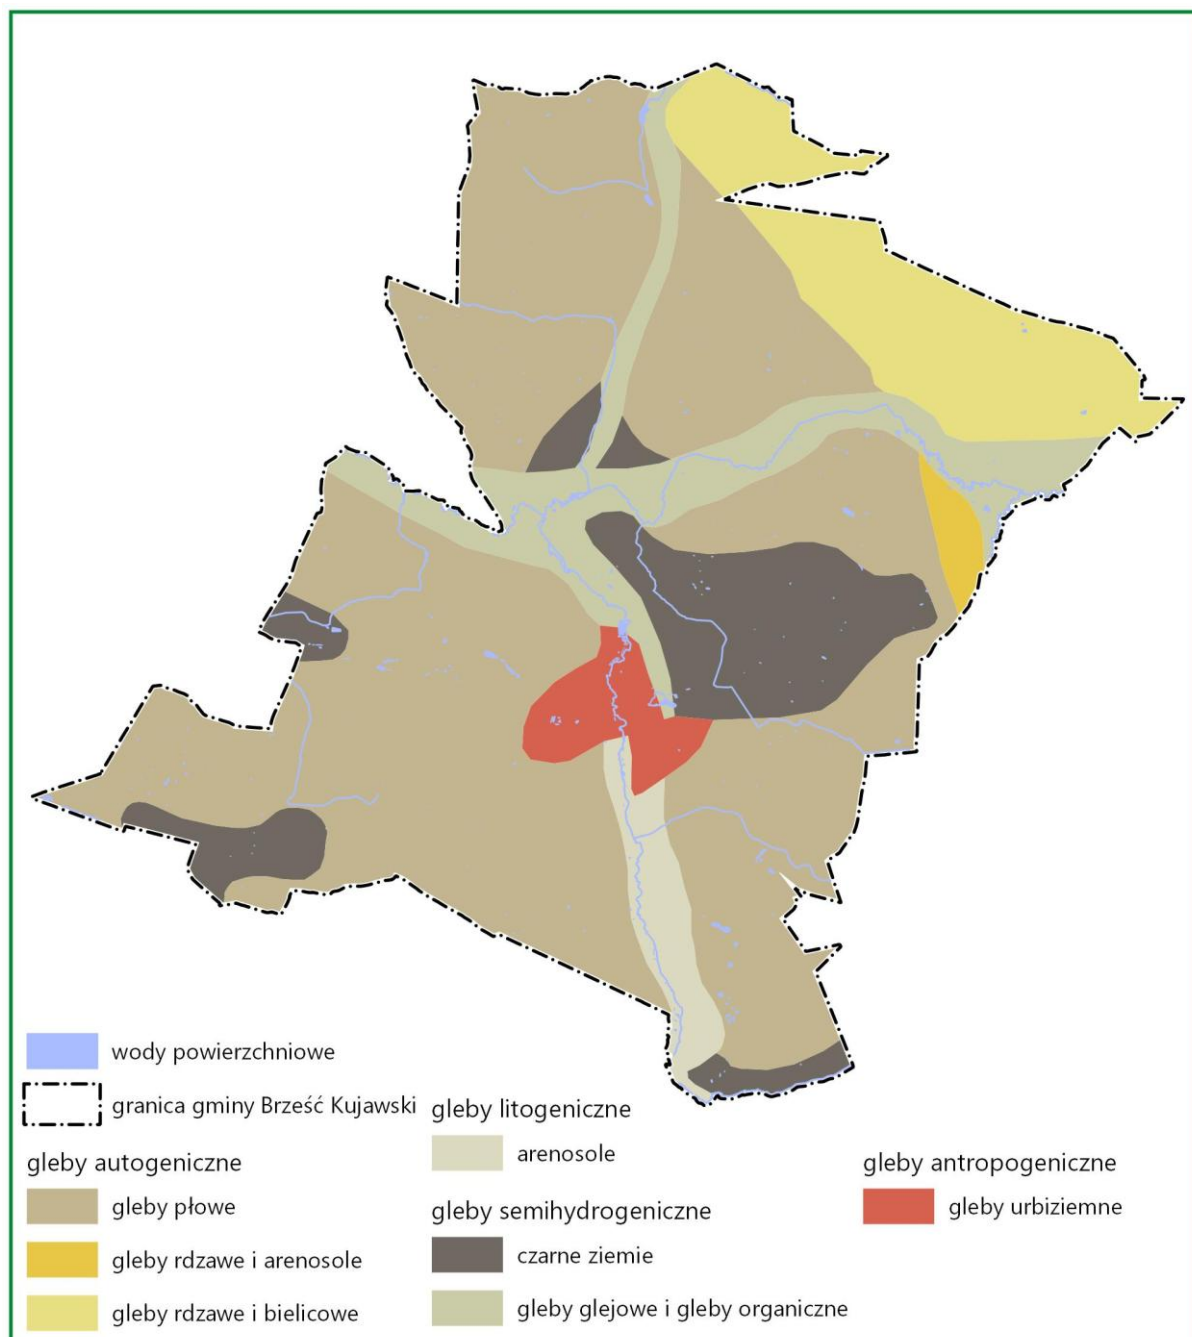 wody powierzchniowe
granica gminy Brześć Kujawski
gleby autogeniczne
gleby płowe
gleby rdzawe i arenosole
gleby rdzawe i bielicowe
gleby litogeniczne
arenosole
gleby semihydrogeniczne
czarne ziemie
gleby glejowe i gleby organiczne
gleby antropogeniczne
gleby urbiziemne